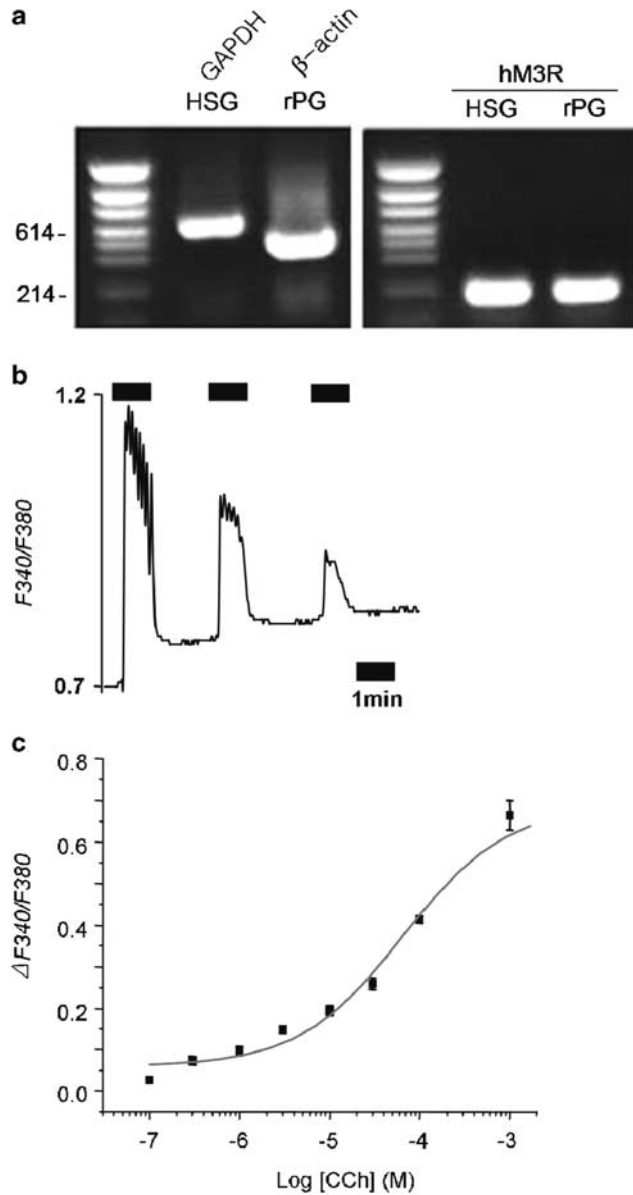 a
GAPDH
β-actin
hM3R
HSG
rPG
HSG
rPG
614-
214-
b
1.2
F340/F380
0.7
1min
c
0.8
0.6
0.4
0.2
0.0
ΔF340/F380
-7
-6
-5
-4
-3
Log [CCh] (M)